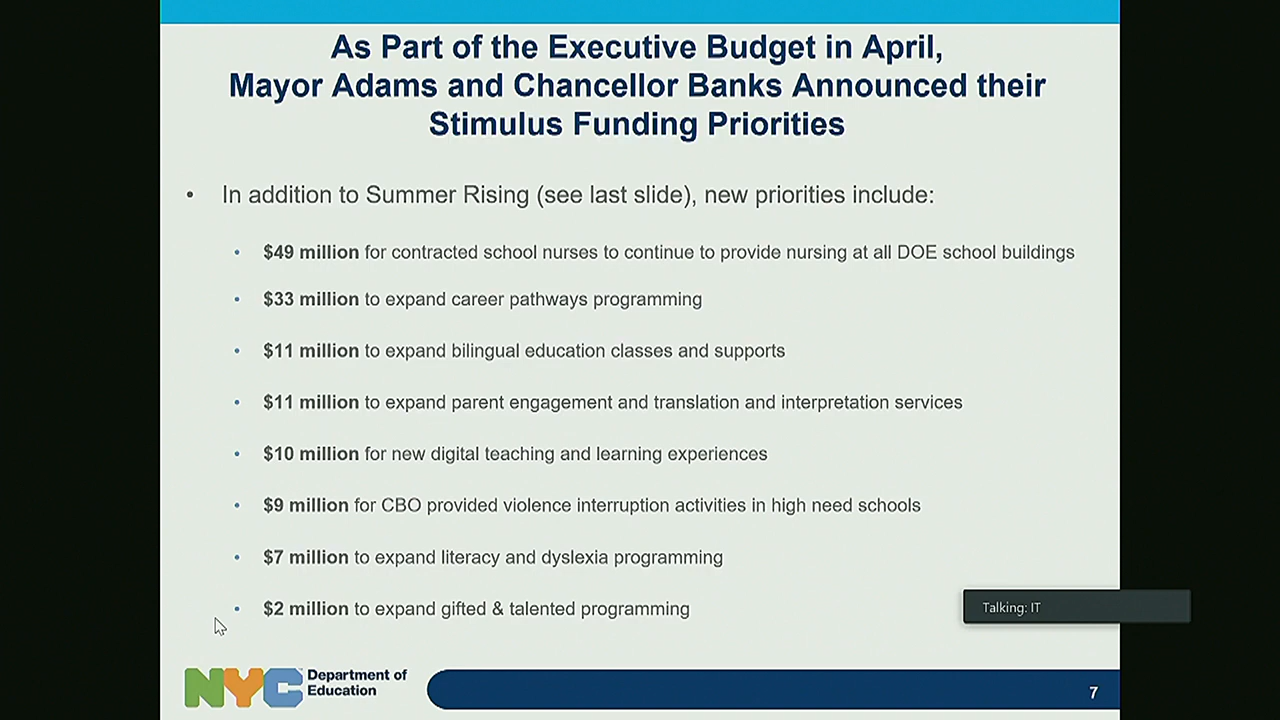 As Part of the Executive Budget in April,
Mayor Adams and Chancellor Banks Announced their
Stimulus Funding Priorities
• In addition to Summer Rising (see last slide), new priorities include:
• $49 million for contracted school nurses to continue to provide nursing at all DOE school buildings
• $33 million to expand career pathways programming
• $11 million to expand bilingual education classes and supports
• $11 million to expand parent engagement and translation and interpretation services
• $10 million for new digital teaching and learning experiences
• $9 million for CBO provided violence interruption activities in high need schools
• $7 million to expand literacy and dyslexia programming
• $2 million to expand gifted & talented programming
Talking: IT
NYC Department of
Education
7